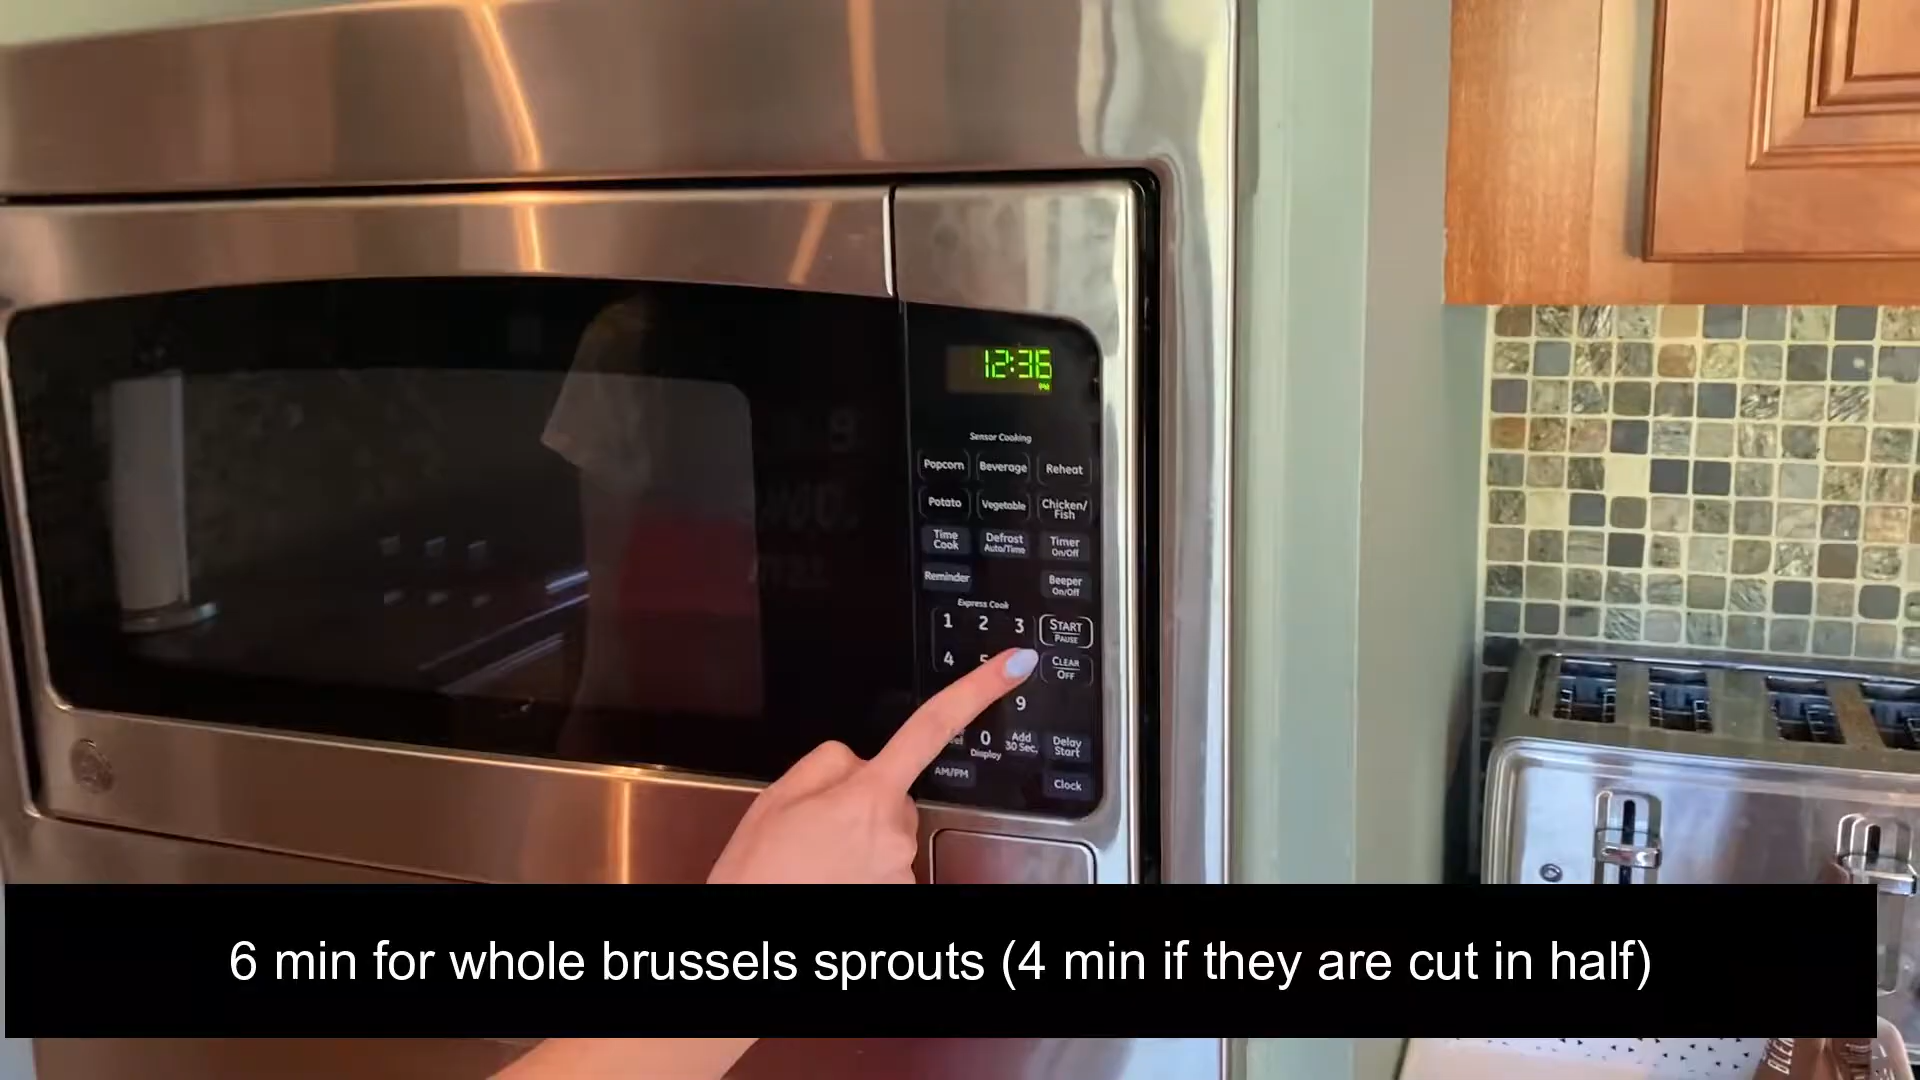 12:36
PM
Sensor Cooking
Popcorn Beverage Reheat
Potato Vegetable Chicken/
Fish
Time
Cook
Defrost
Auto/Time
Timer
On/Off
Reminder
Beeper
On/Off
Express Cook
1 2 3
START
PAUSE
4
CLEAR
OFF
9
0
Display
Add
30 Sec.
Delay
Start
AM/PM
Clock
6 min for whole brussels sprouts (4 min if they are cut in half)